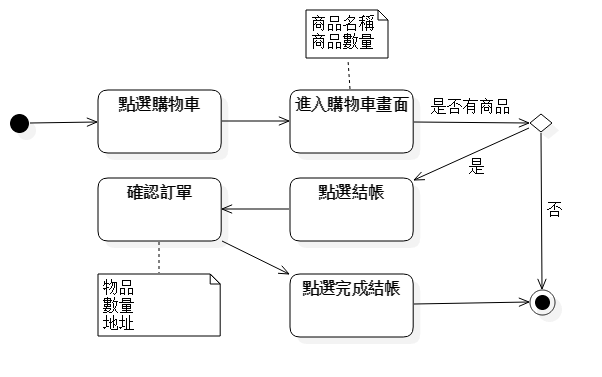 商品名稱
商品數量
點選購物車
進入購物車畫面
是否有商品
是
確認訂單
點選結帳
否
物品
數量
地址
點選完成結帳